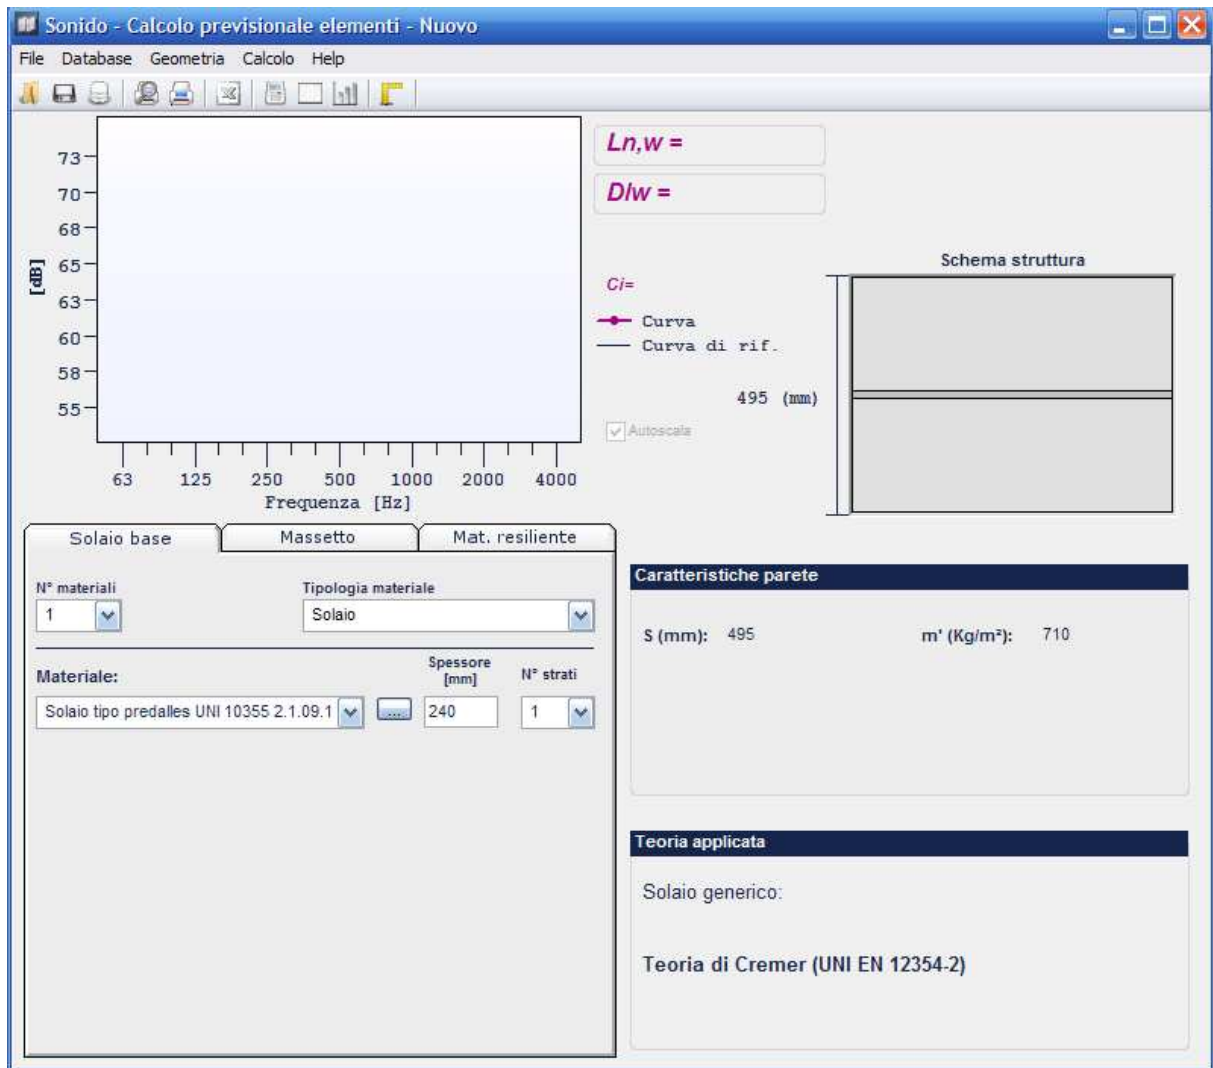 Sonido - Calcolo previsionale elementi - Nuovo
File Database Geometria Calcolo Help
Ln,w =
Dlw =
Ci=
Curva
Curva di rif.
495 (mm)
Autoscala
Schema struttura
[dB]
73
70
68
65
63
60
58
55
63 125 250 500 1000 2000 4000
Frequenza [Hz]
Solaio base Massetto Mat. resiliente
N° materiali Tipologia materiale
1 Solaio
Materiale: Spessore [mm] N° strati
Solaio tipo predalles UNI 10355 2.1.09.1 ... 240 1
Caratteristiche parete
S (mm): 495 m' (Kg/m²): 710
Teoria applicata
Solaio generico:
Teoria di Cremer (UNI EN 12354-2)